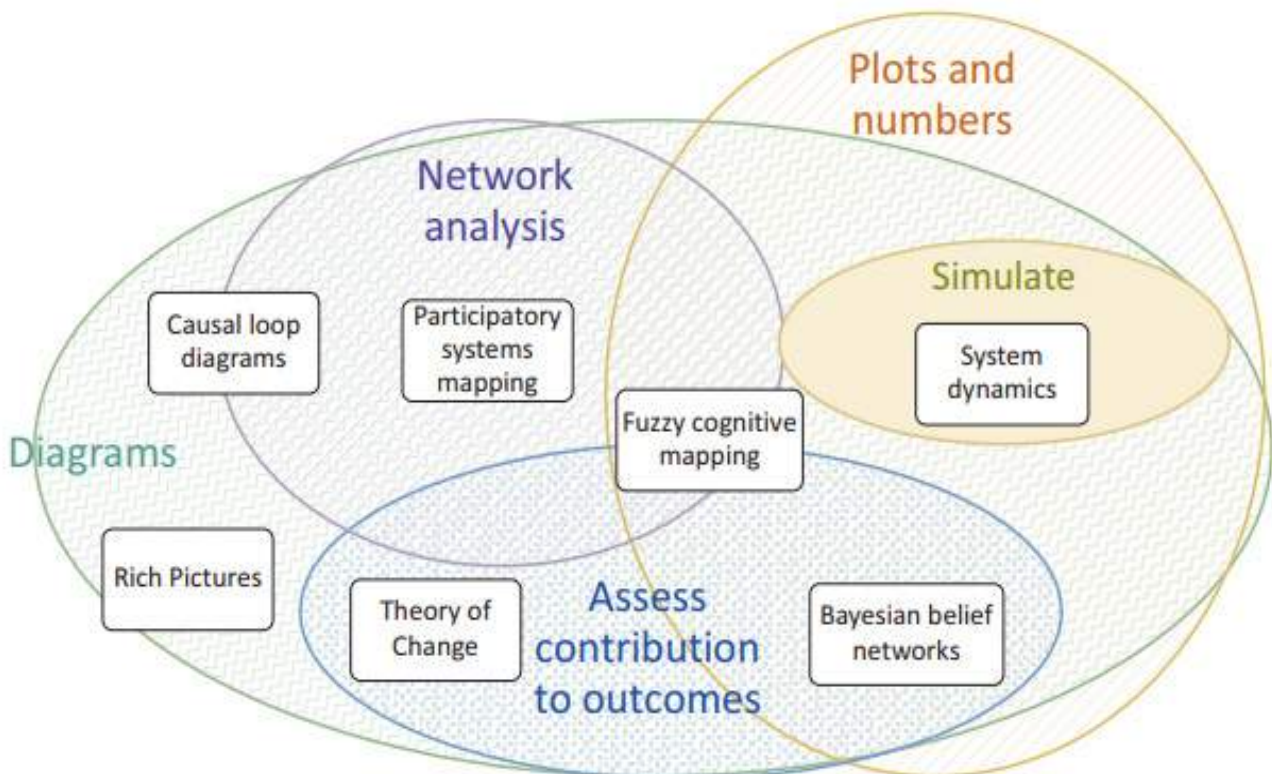 Plots and
numbers
Network
analysis
Simulate
Causal loop
diagrams
Participatory
systems
mapping
System
dynamics
Fuzzy cognitive
mapping
Diagrams
Rich Pictures
Theory of
Change
Assess
contribution
to outcomes
Bayesian belief
networks